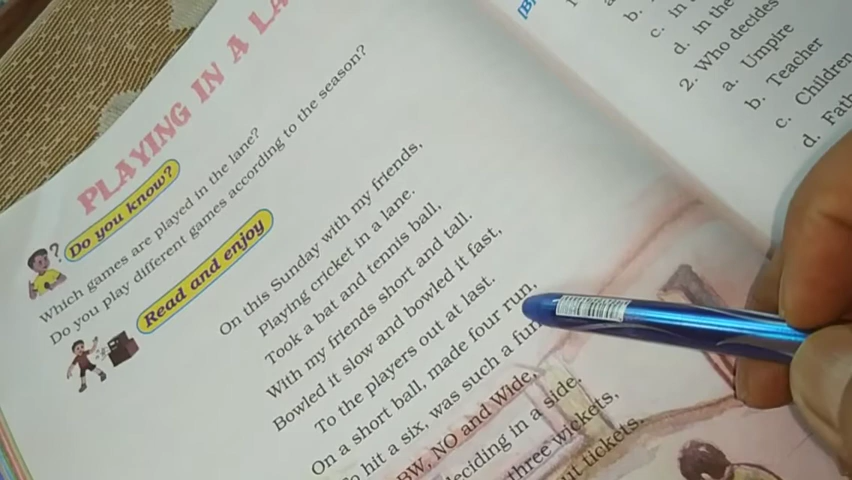 PLAYING IN A LA
Do you know?
Which games are played in the lane?
Do you play different games according to the season?
Read and enjoy
On this Sunday with my friends,
Playing cricket in a lane.
Took a bat and tennis ball,
With my friends short and tall.
Bowled it slow and bowled it fast,
To the players out at last.
On a short ball, made four run,
To hit a six, was such a fun
BW, NO and Wide,
eciding in a side.
three wickets,
ut tickets.
[B]
b.
c. in
d. in the
2. Who decides
a. Umpire
b. Teacher
c. Children
d. Fath